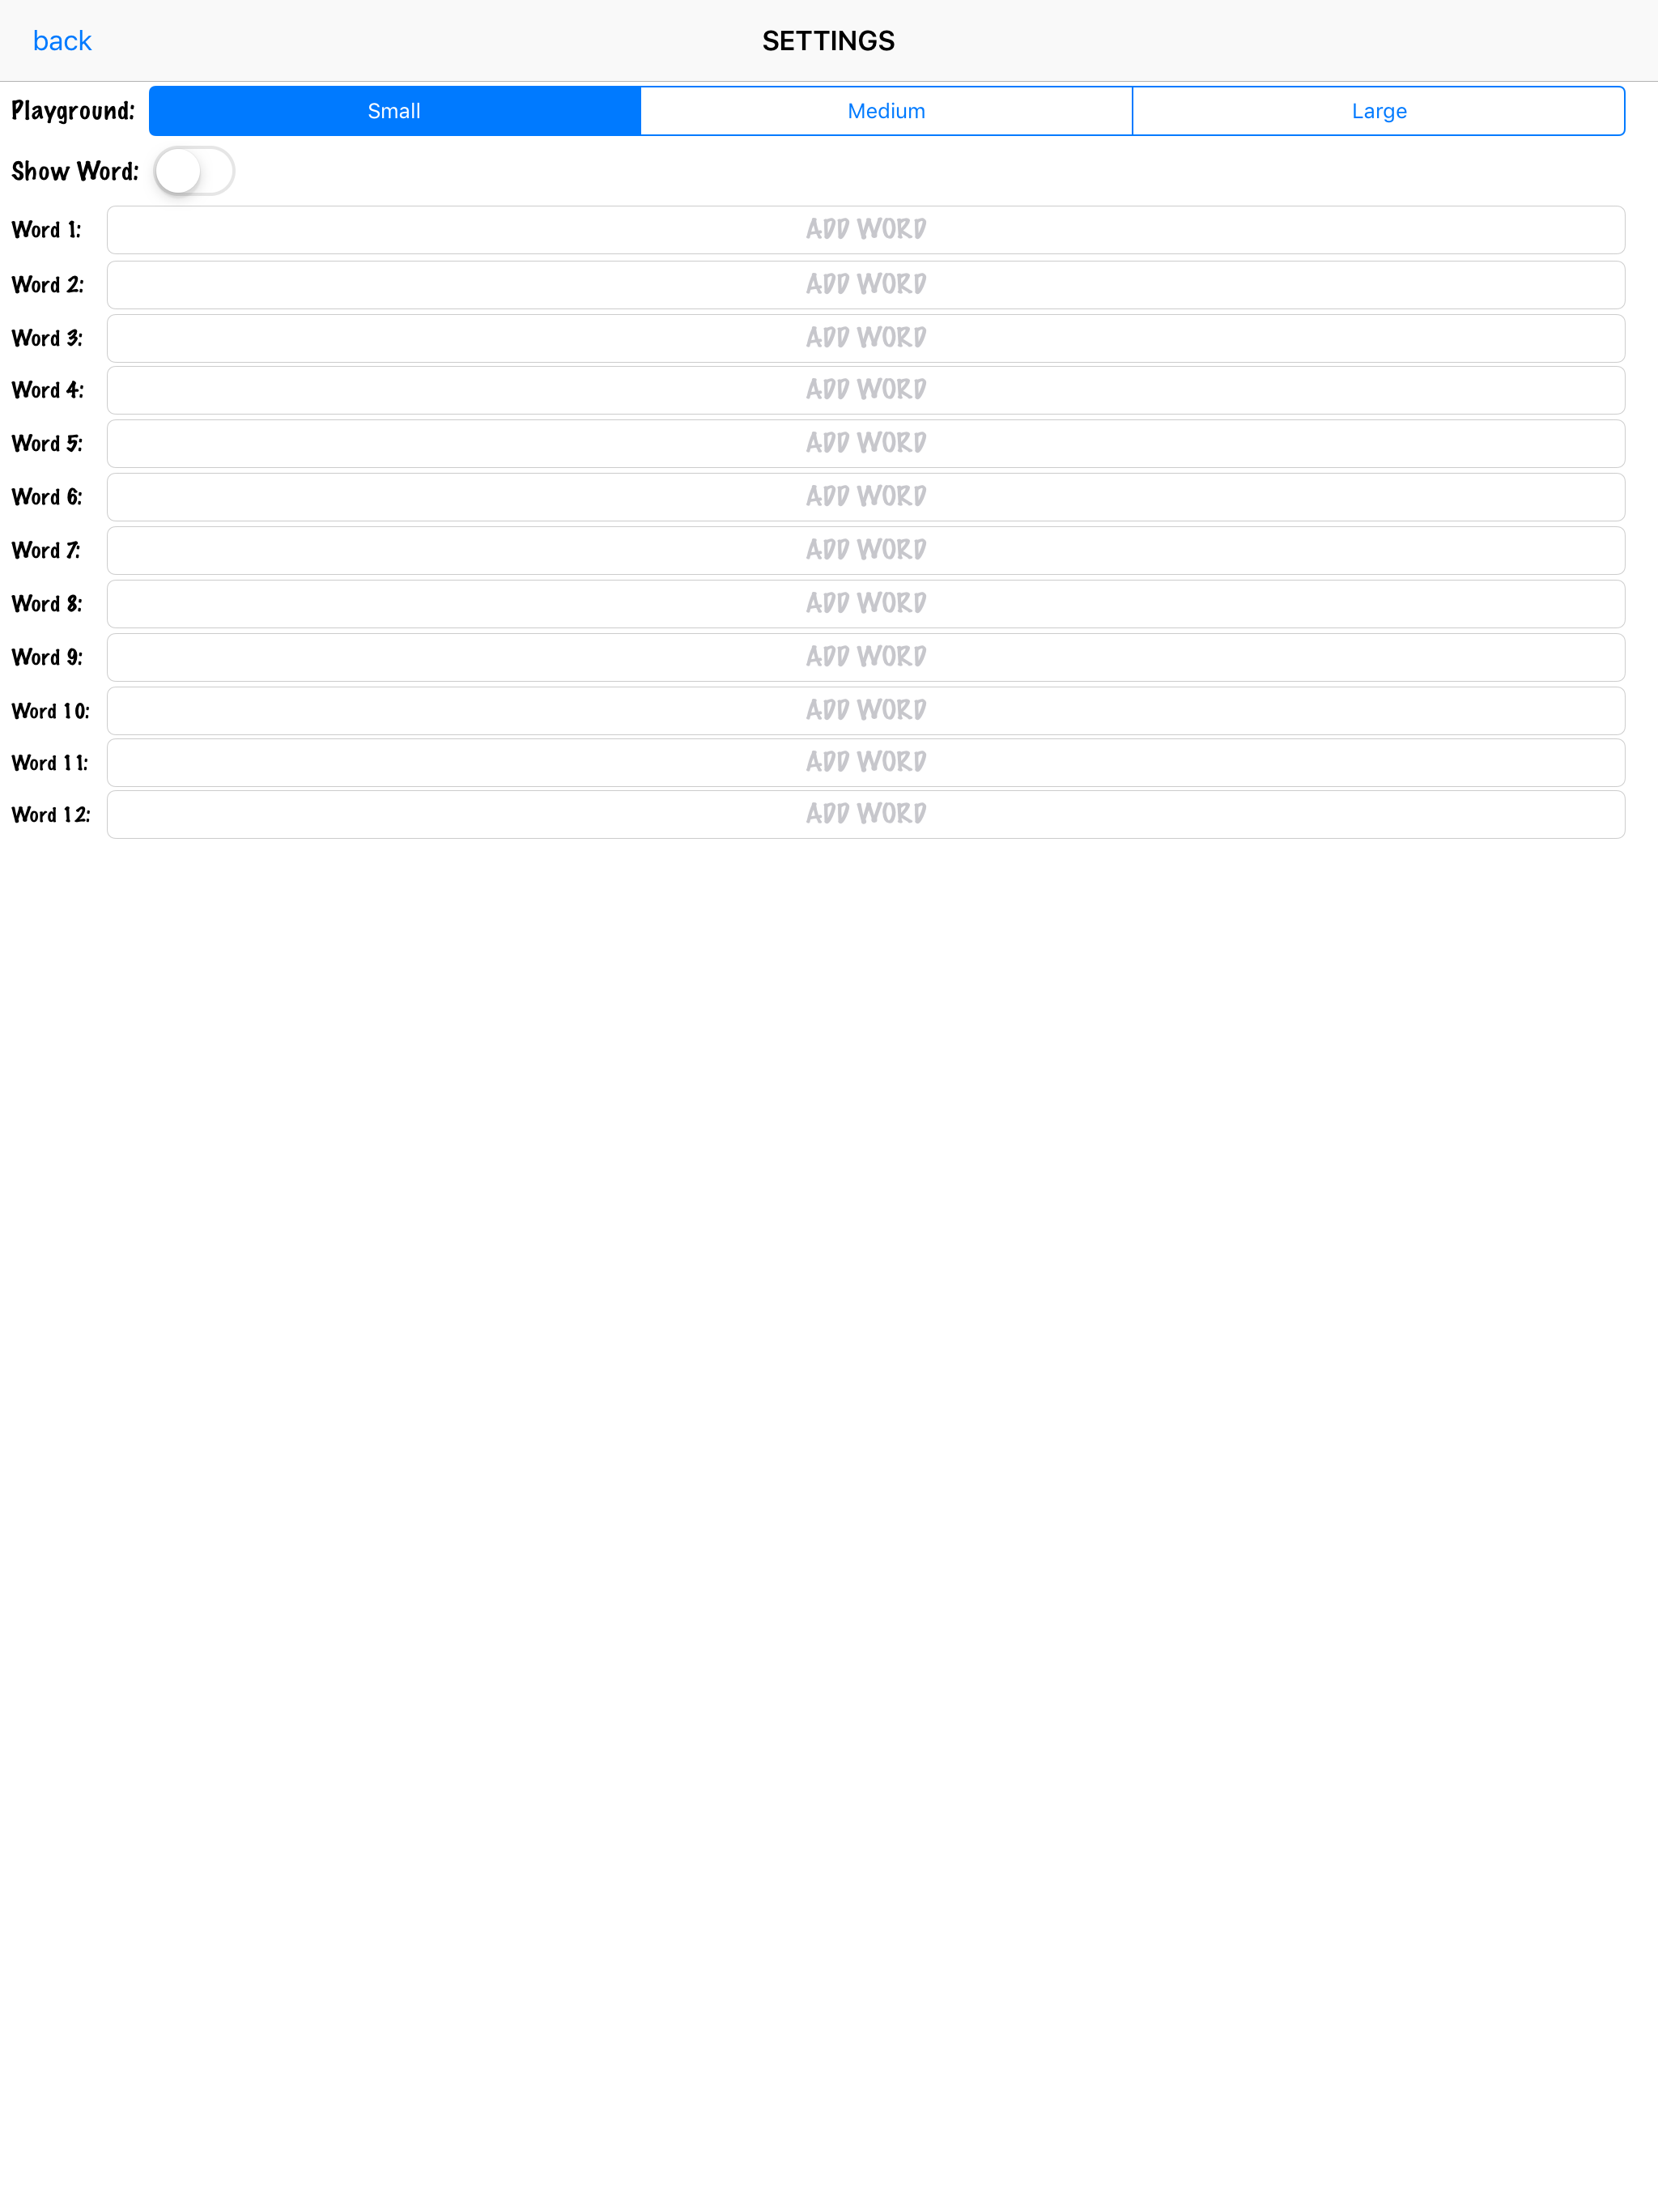 back SETTINGS
Playground: Small Medium Large
Show Word:
Word 1: ADD WORD
Word 2: ADD WORD
Word 3: ADD WORD
Word 4: ADD WORD
Word 5: ADD WORD
Word 6: ADD WORD
Word 7: ADD WORD
Word 8: ADD WORD
Word 9: ADD WORD
Word 10: ADD WORD
Word 11: ADD WORD
Word 12: ADD WORD